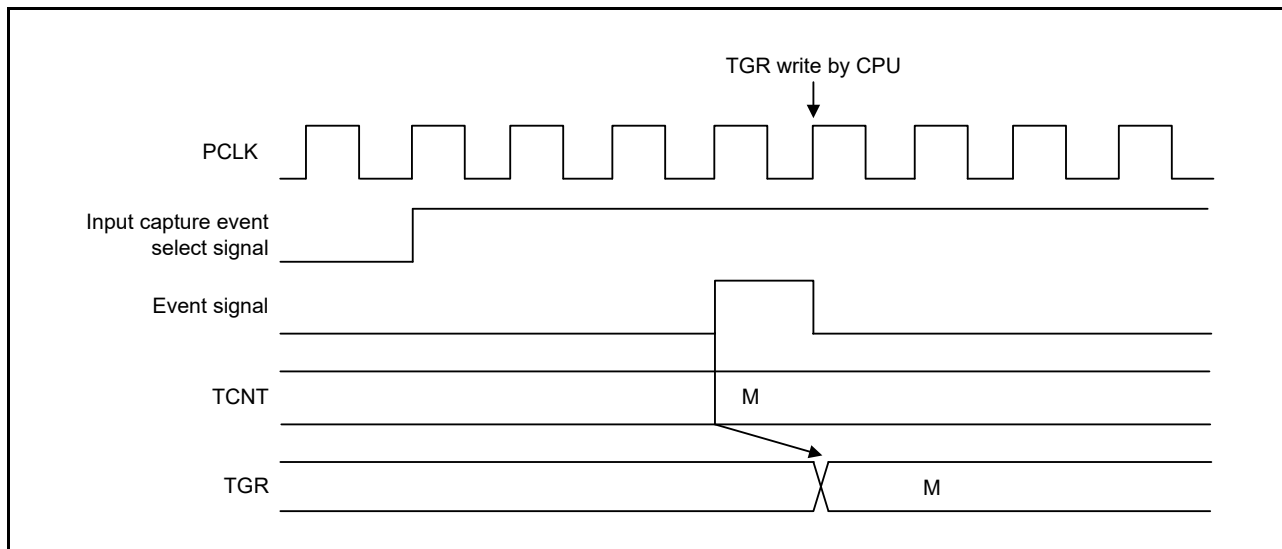 TGR write by CPU
PCLK
Input capture event
select signal
Event signal
TCNT
M
TGR
M